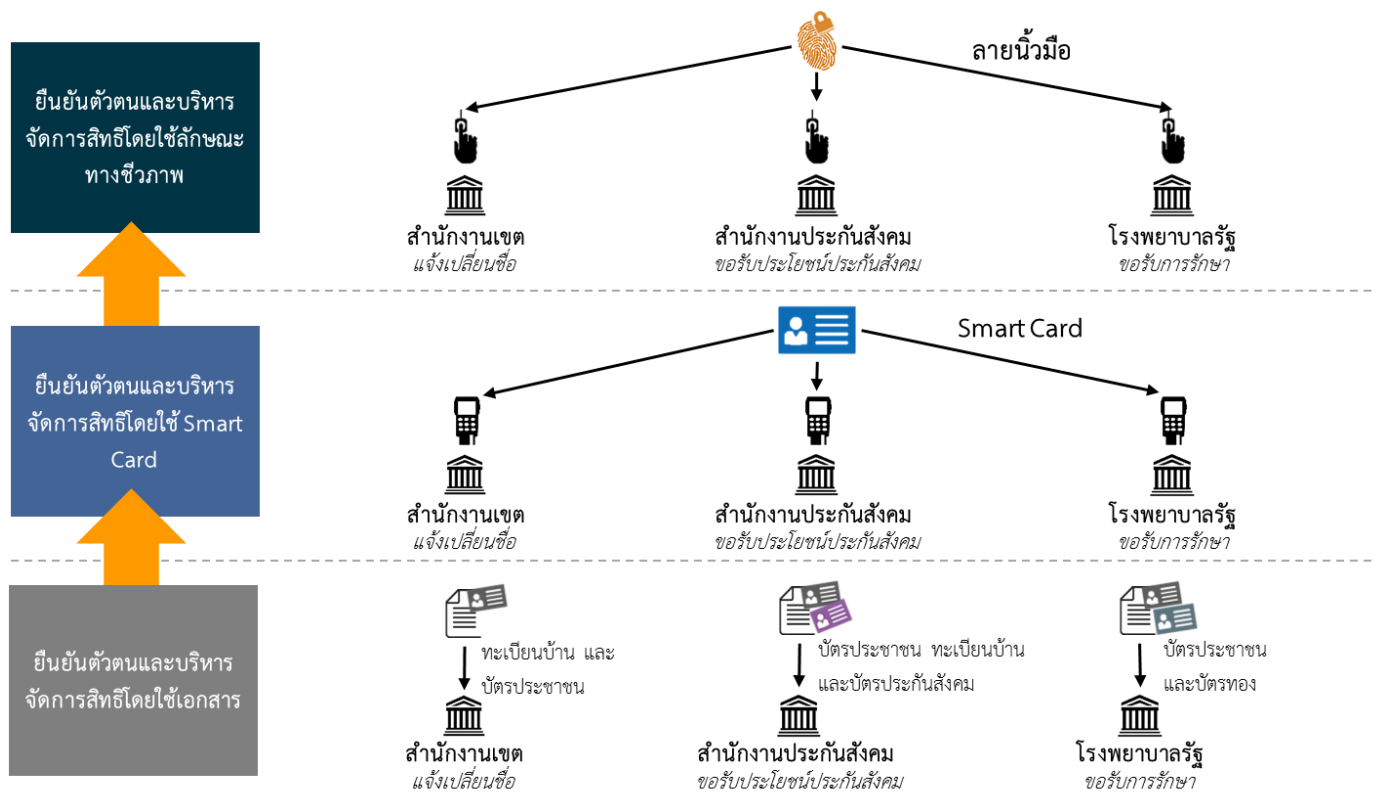 ลายนิ้วมือ
ยืนยันตัวตนและบริหาร
จัดการสิทธิโดยใช้ลักษณะ
ทางชีวภาพ
สำนักงานเขต
แจ้งเปลี่ยนชื่อ
สำนักงานประกันสังคม
ขอรับประโยชน์ประกันสังคม
โรงพยาบาลรัฐ
ขอรับการรักษา
Smart Card
ยืนยันตัวตนและบริหาร
จัดการสิทธิโดยใช้ Smart
Card
สำนักงานเขต
แจ้งเปลี่ยนชื่อ
สำนักงานประกันสังคม
ขอรับประโยชน์ประกันสังคม
โรงพยาบาลรัฐ
ขอรับการรักษา
ยืนยันตัวตนและบริหาร
จัดการสิทธิโดยใช้เอกสาร
ทะเบียนบ้าน และ
บัตรประชาชน
สำนักงานเขต
แจ้งเปลี่ยนชื่อ
บัตรประชาชน ทะเบียนบ้าน
และบัตรประกันสังคม
สำนักงานประกันสังคม
ขอรับประโยชน์ประกันสังคม
บัตรประชาชน
และบัตรทอง
โรงพยาบาลรัฐ
ขอรับการรักษา